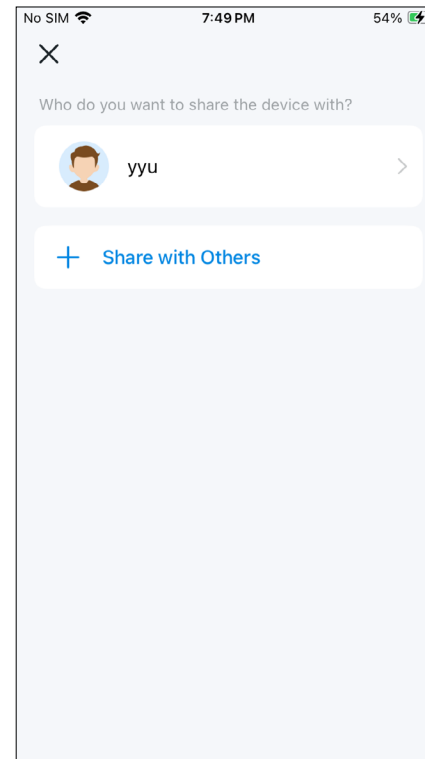 No SIM 7:49 PM 54%
Who do you want to share the device with?
yyu
Share with Others